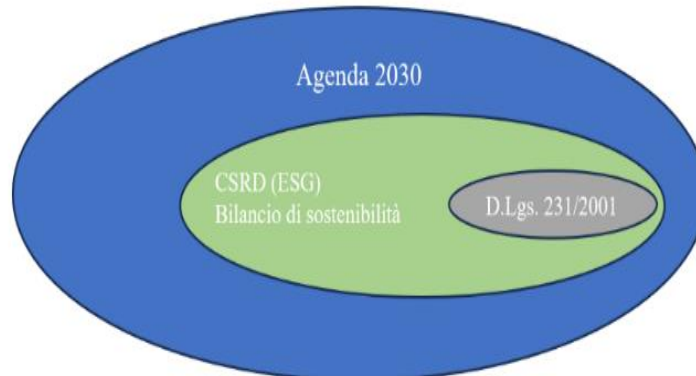 Agenda 2030
CSRD (ESG)
Bilancio di sostenibilità
D.Lgs. 231/2001